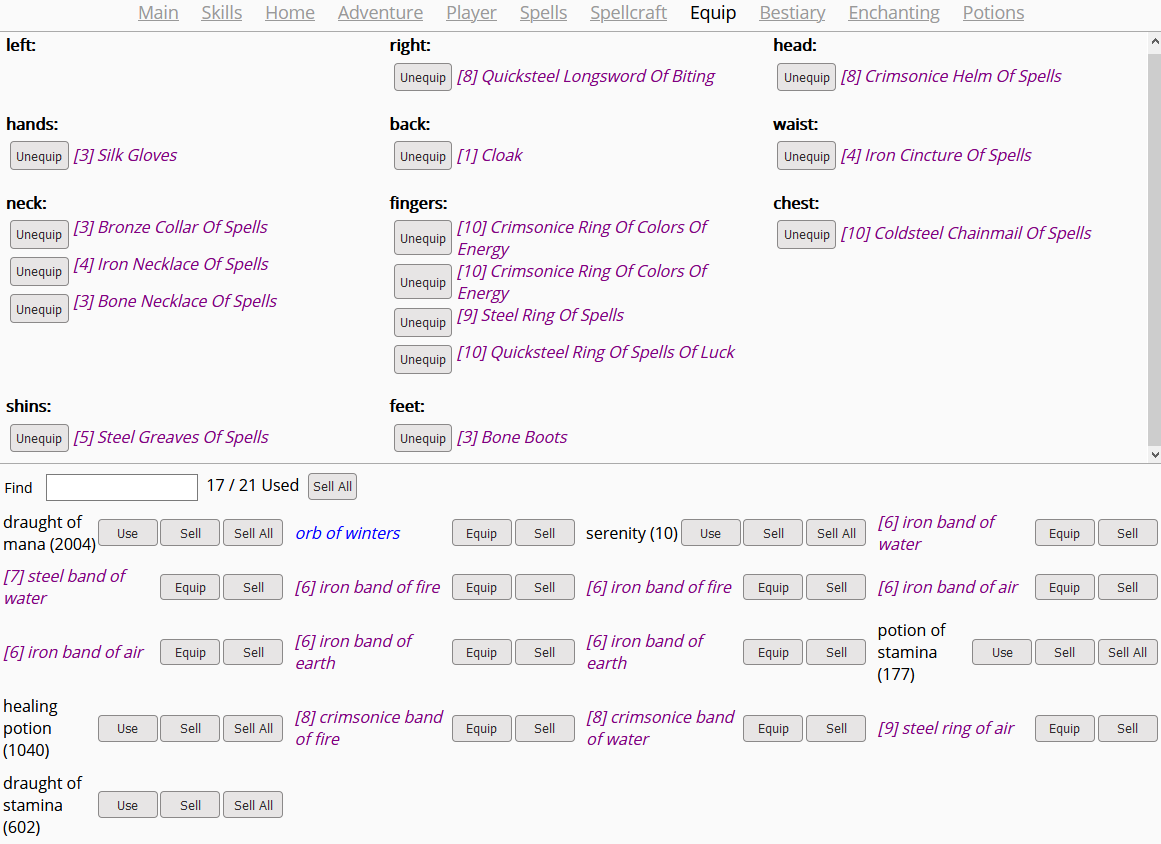 Main Skills Home Adventure Player Spells Spellcraft Equip Bestiary Enchanting Potions
left: right: head:
Unequip [8] Quicksteel Longsword Of Biting Unequip [8] Crimsonice Helm Of Spells
hands: back: waist:
Unequip [3] Silk Gloves Unequip [1] Cloak Unequip [4] Iron Cincture Of Spells
neck: fingers: chest:
Unequip [3] Bronze Collar Of Spells Unequip [10] Crimsonice Ring Of Colors Of Unequip [10] Coldsteel Chainmail Of Spells
Energy
Unequip [4] Iron Necklace Of Spells Unequip [10] Crimsonice Ring Of Colors Of
Energy
Unequip [3] Bone Necklace Of Spells Unequip [9] Steel Ring Of Spells
Unequip [10] Quicksteel Ring Of Spells Of Luck
shins: feet:
Unequip [5] Steel Greaves Of Spells Unequip [3] Bone Boots
Find 17 / 21 Used Sell All
draught of
mana (2004) Use Sell Sell All orb of winters Equip Sell serenity (10) Use Sell Sell All [6] iron band of
water Equip Sell
[7] steel band of
water Equip Sell [6] iron band of fire Equip Sell [6] iron band of fire Equip Sell [6] iron band of air Equip Sell
[6] iron band of air Equip Sell [6] iron band of
earth Equip Sell [6] iron band of
earth Equip Sell potion of
stamina
(177) Use Sell Sell All
healing
potion
(1040) Use Sell Sell All [8] crimsonice band
of fire Equip Sell [8] crimsonice band
of water Equip Sell [9] steel ring of air Equip Sell
draught of
stamina
(602) Use Sell Sell All